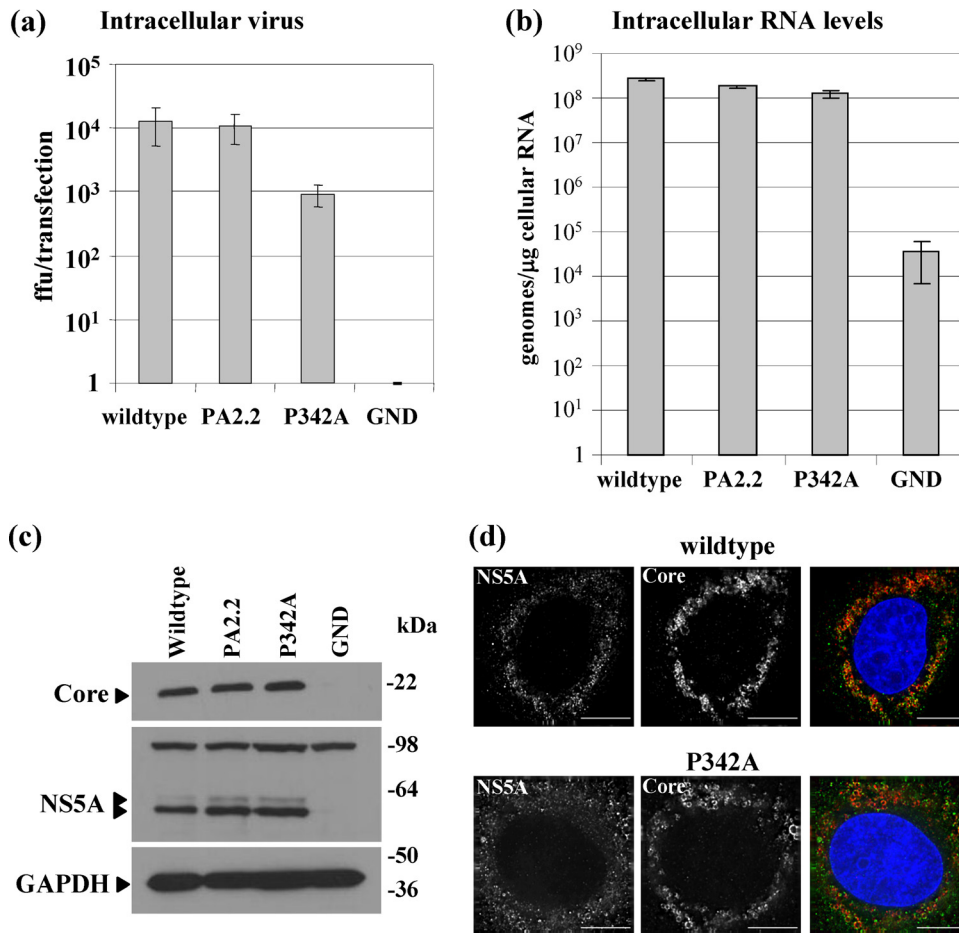 (a) Intracellular virus
10⁵
10⁴
10³
10²
10¹
1
ffu/transfection
wildtype PA2.2 P342A GND
(b) Intracellular RNA levels
10⁹
10⁸
10⁷
10⁶
10⁵
10⁴
10³
10²
10¹
1
genomes/µg cellular RNA
wildtype PA2.2 P342A GND
(c)
Wildtype
PA2.2
P342A
GND
kDa
Core
-22
-98
NS5A
-64
-50
GAPDH
-36
(d)
wildtype
NS5A Core
P342A
NS5A Core